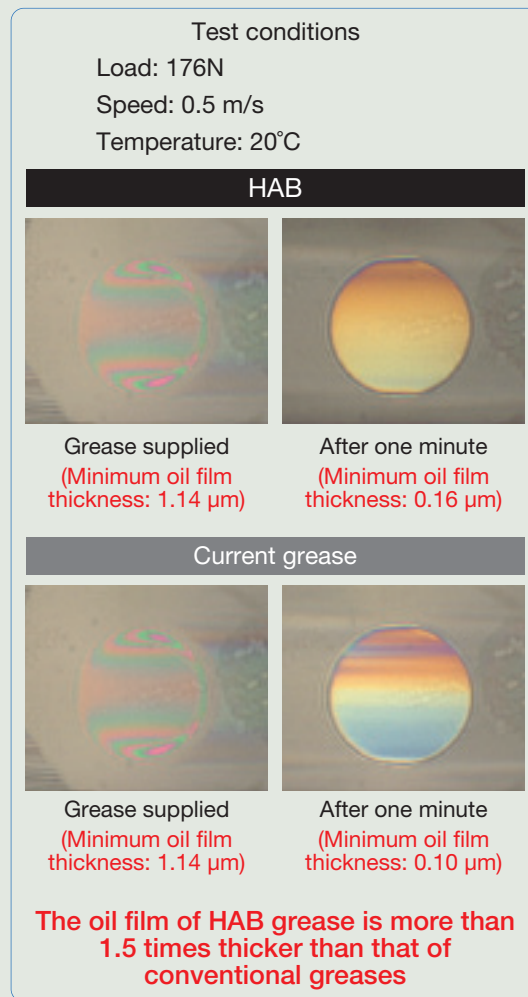 Test conditions
Load: 176N
Speed: 0.5 m/s
Temperature: 20˚C
HAB
Grease supplied
(Minimum oil film
thickness: 1.14 μm)
After one minute
(Minimum oil film
thickness: 0.16 μm)
Current grease
Grease supplied
(Minimum oil film
thickness: 1.14 μm)
After one minute
(Minimum oil film
thickness: 0.10 μm)
The oil film of HAB grease is more than
1.5 times thicker than that of
conventional greases